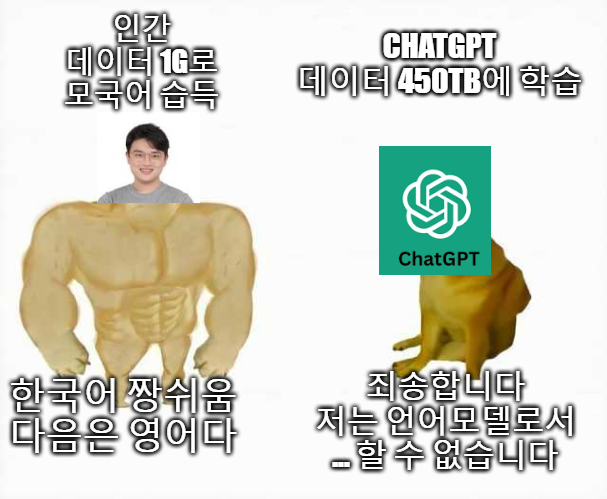 인간
데이터 1G로
모국어 습득
CHATGPT
데이터 450TB에 학습
ChatGPT
한국어 짱쉬움
다음은 영어다
죄송합니다
저는 언어모델로서
... 할 수 없습니다